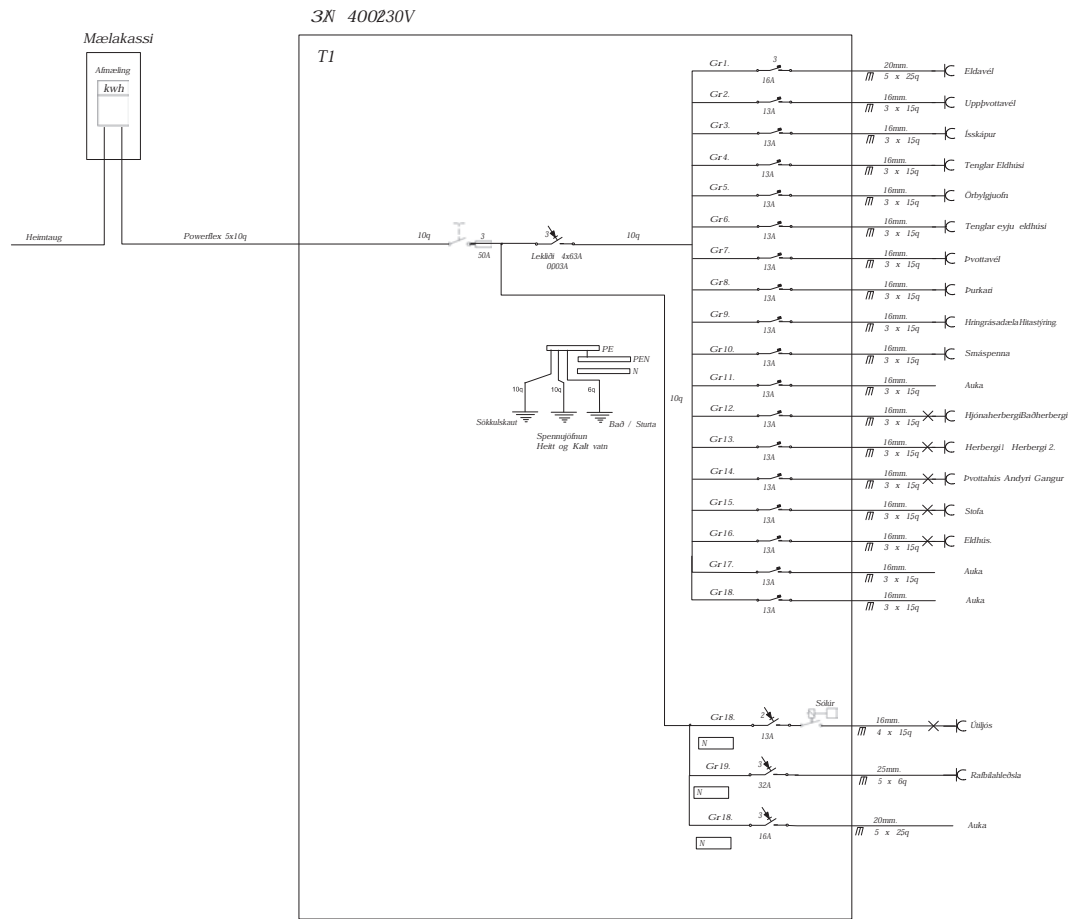 3N 400230V
Mælakassi
T1
Afmæling
kwh
Heimtaug
Powerflex 5x10q
10q
3
50A
3
Lekliði 4x63A
0,003A
10q
PE
PEN
N
10q
10q
6q
Sökkulskaut
Spennujöfnun
Heitt og Kalt vatn
Bað / Sturta
10q
Gr1.
3
16A
20mm.
5 x 25q
Eldavél
Gr2.
13A
16mm.
3 x 15q
Uppþvottavél
Gr3.
13A
16mm.
3 x 15q
Ísskápur
Gr4.
13A
16mm.
3 x 15q
Tenglar Eldhúsi
Gr5.
13A
16mm.
3 x 15q
Örbylgjuofn
Gr6.
13A
16mm.
3 x 15q
Tenglar eyju eldhúsi
Gr7.
13A
16mm.
3 x 15q
Þvottavél
Gr8.
13A
16mm.
3 x 15q
Þurkari
Gr9.
13A
16mm.
3 x 15q
HringrásadælaHitastýring.
Gr10.
13A
16mm.
3 x 15q
Smáspenna
Gr11.
13A
16mm.
3 x 15q
Auka
Gr12.
13A
16mm.
3 x 15q
HjónaherbergiBaðherbergi
Gr13.
13A
16mm.
3 x 15q
Herbergi1 Herbergi 2.
Gr14.
13A
16mm.
3 x 15q
Þvottahús Andyri Gangur
Gr15.
13A
16mm.
3 x 15q
Stofa
Gr16.
13A
16mm.
3 x 15q
Eldhús.
Gr17.
13A
16mm.
3 x 15q
Auka
Gr18.
13A
16mm.
3 x 15q
Auka
Gr18.
2
13A
Sólúr
16mm.
4 x 15q
Útiljós
N
Gr19.
3
32A
25mm.
5 x 6q
Rafbílahleðsla
N
Gr18.
3
16A
20mm.
5 x 25q
Auka
N